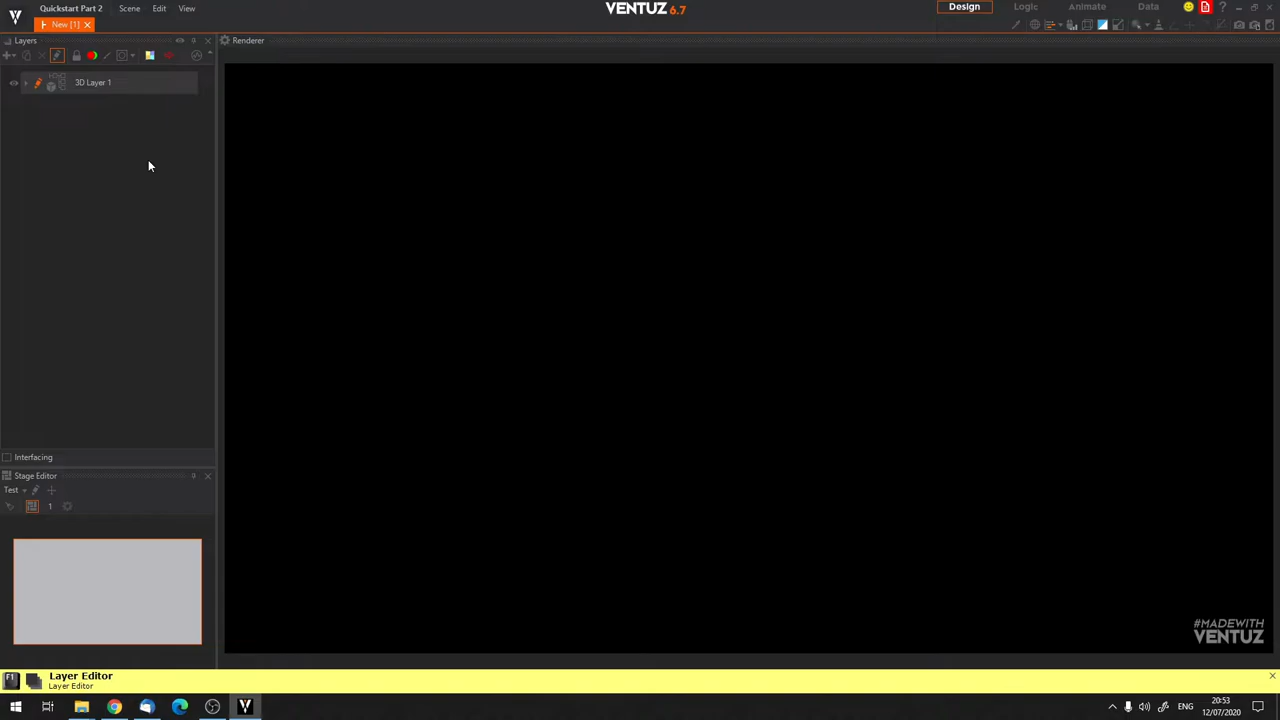 Quickstart Part 2
Scene
Edit
View
VENTUZ 6.7
Design
Logic
Animate
Data
New [1]
Layers
Renderer
3D Layer 1
Interfacing
Stage Editor
Test
1
#MADEWITH
VENTUZ
F1
Layer Editor
Layer Editor
ENG
20:53
12/07/2020